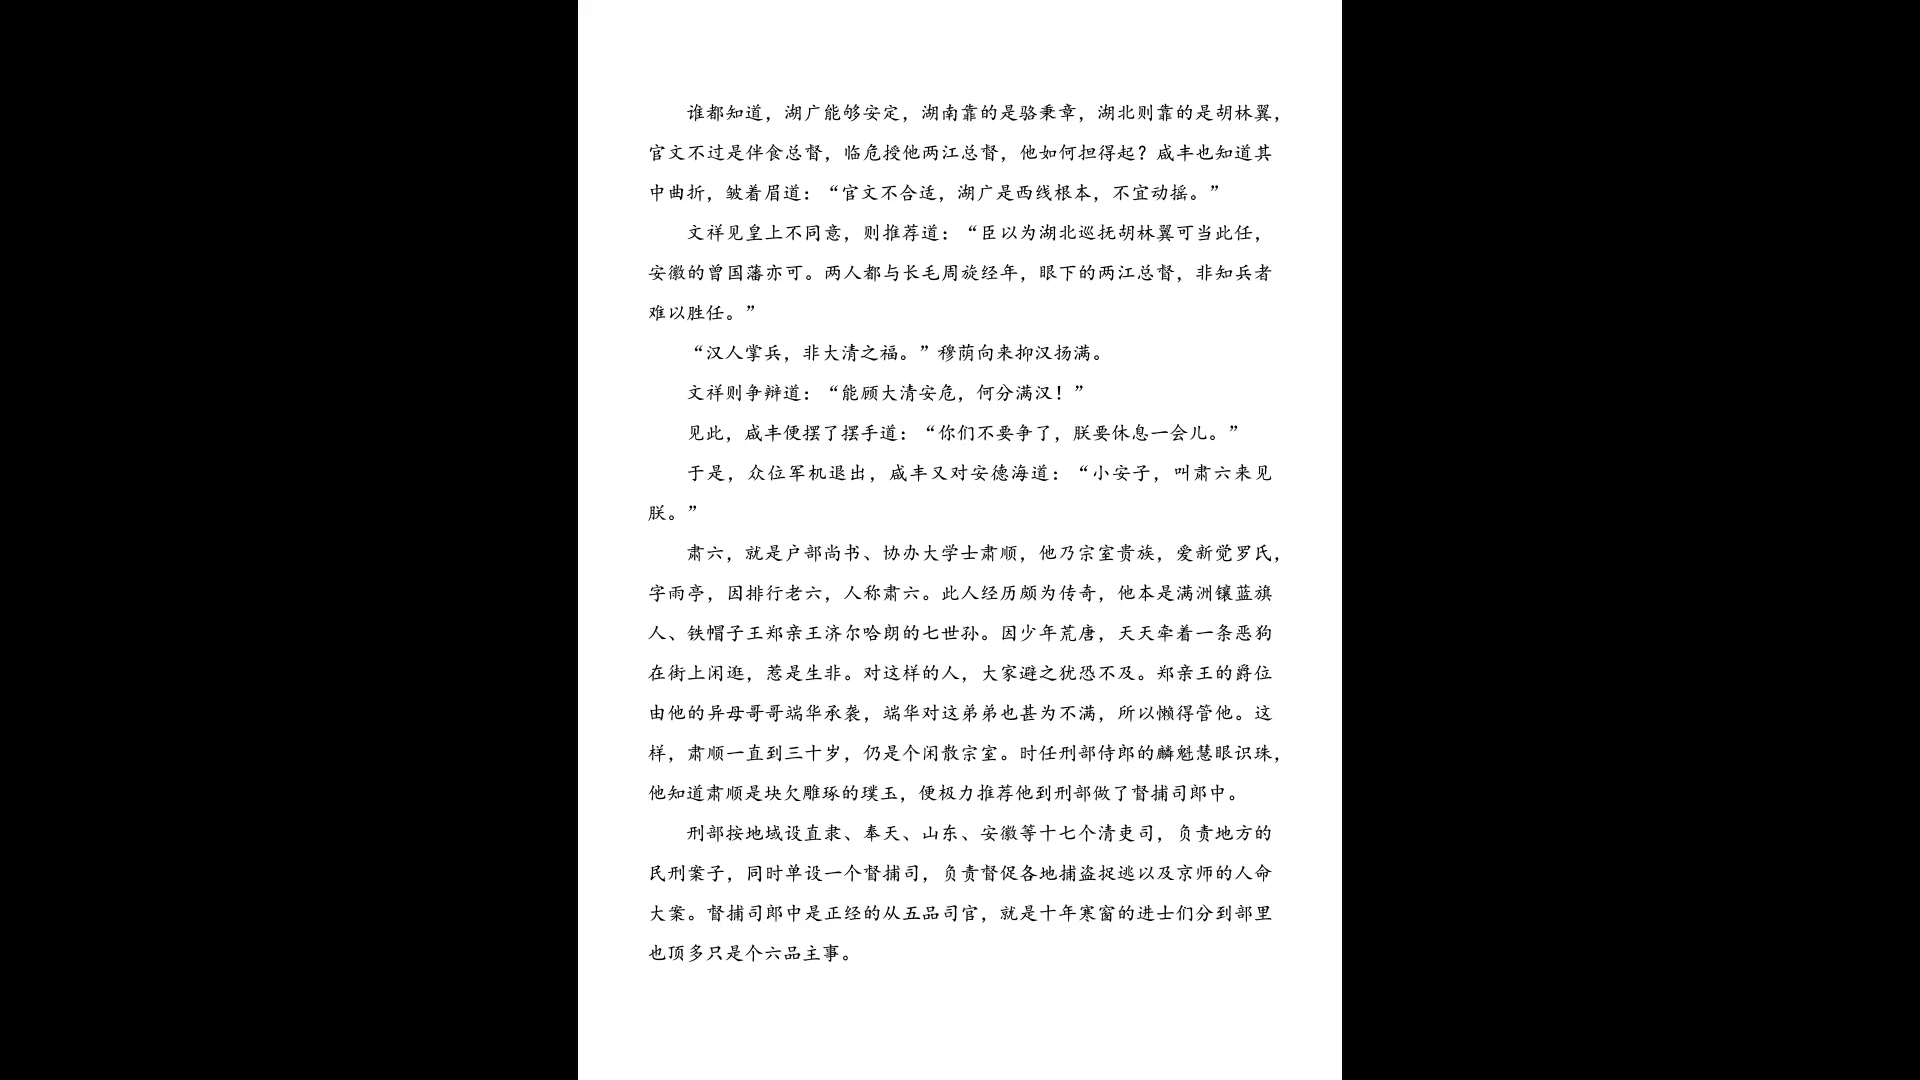 谁都知道，湖广能够安定，湖南靠的是骆秉章，湖北则靠的是胡林翼，
官文不过是伴食总督，临危授他两江总督，他如何担得起？咸丰也知道其
中曲折，皱着眉道：“官文不合适，湖广是西线根本，不宜动摇。”
文祥见皇上不同意，则推荐道：“臣以为湖北巡抚胡林翼可当此任，
安徽的曾国藩亦可。两人都与长毛周旋经年，眼下的两江总督，非知兵者
难以胜任。”
“汉人掌兵，非大清之福。”穆荫向来抑汉扬满。
文祥则争辩道：“能顾大清安危，何分满汉！”
见此，咸丰便摆了摆手道：“你们不要争了，朕要休息一会儿。”
于是，众位军机退出，咸丰又对安德海道：“小安子，叫肃六来见
朕。”
肃六，就是户部尚书、协办大学士肃顺，他乃宗室贵族，爱新觉罗氏，
字雨亭，因排行老六，人称肃六。此人经历颇为传奇，他本是满洲镶蓝旗
人、铁帽子王郑亲王济尔哈朗的七世孙。因少年荒唐，天天牵着一条恶狗
在街上闲逛，惹是生非。对这样的人，大家避之犹恐不及。郑亲王的爵位
由他的异母哥哥端华承袭，端华对这弟弟也甚为不满，所以懒得管他。这
样，肃顺一直到三十岁，仍是个闲散宗室。时任刑部侍郎的麟魁慧眼识珠，
他知道肃顺是块欠雕琢的璞玉，便极力推荐他到刑部做了督捕司郎中。
刑部按地域设直隶、奉天、山东、安徽等十七个清吏司，负责地方的
民刑案子，同时单设一个督捕司，负责督促各地捕盗捉逃以及京师的人命
大案。督捕司郎中是正经的从五品司官，就是十年寒窗的进士们分到部里
也顶多只是个六品主事。